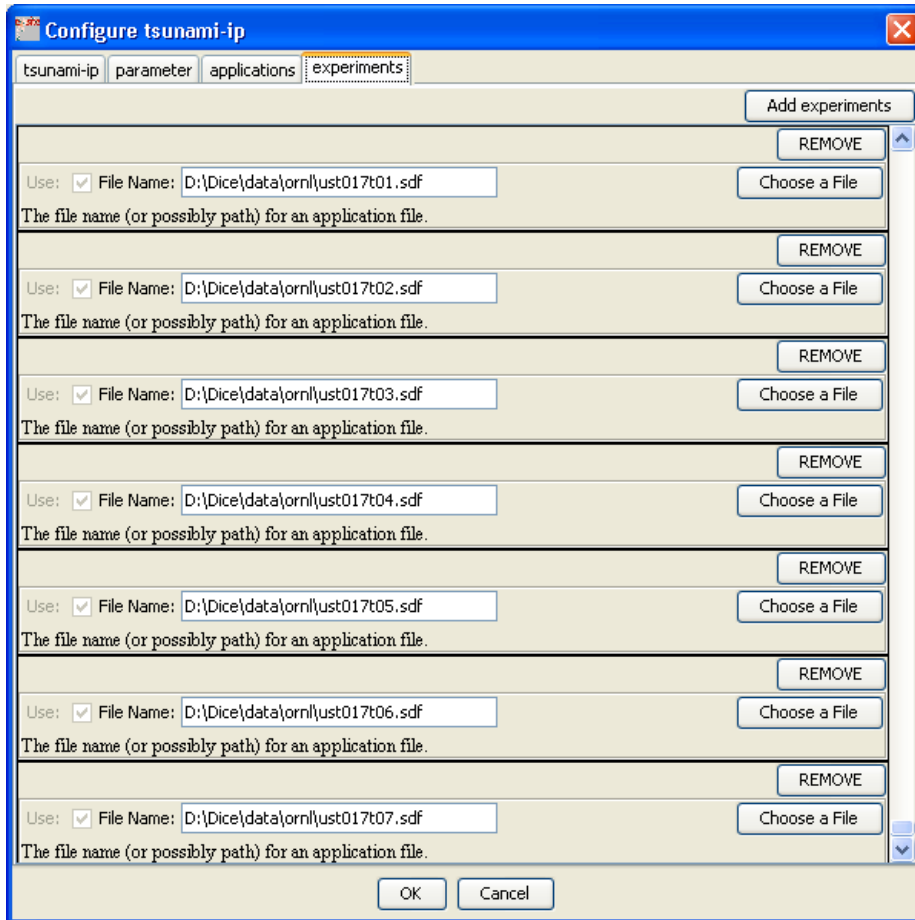 Configure tsunami-ip
tsunami-ip parameter applications experiments
Add experiments
REMOVE
Use: File Name: D:\Dice\data\ornl\ust017t01.sdf Choose a File
The file name (or possibly path) for an application file.
REMOVE
Use: File Name: D:\Dice\data\ornl\ust017t02.sdf Choose a File
The file name (or possibly path) for an application file.
REMOVE
Use: File Name: D:\Dice\data\ornl\ust017t03.sdf Choose a File
The file name (or possibly path) for an application file.
REMOVE
Use: File Name: D:\Dice\data\ornl\ust017t04.sdf Choose a File
The file name (or possibly path) for an application file.
REMOVE
Use: File Name: D:\Dice\data\ornl\ust017t05.sdf Choose a File
The file name (or possibly path) for an application file.
REMOVE
Use: File Name: D:\Dice\data\ornl\ust017t06.sdf Choose a File
The file name (or possibly path) for an application file.
REMOVE
Use: File Name: D:\Dice\data\ornl\ust017t07.sdf Choose a File
The file name (or possibly path) for an application file.
OK Cancel